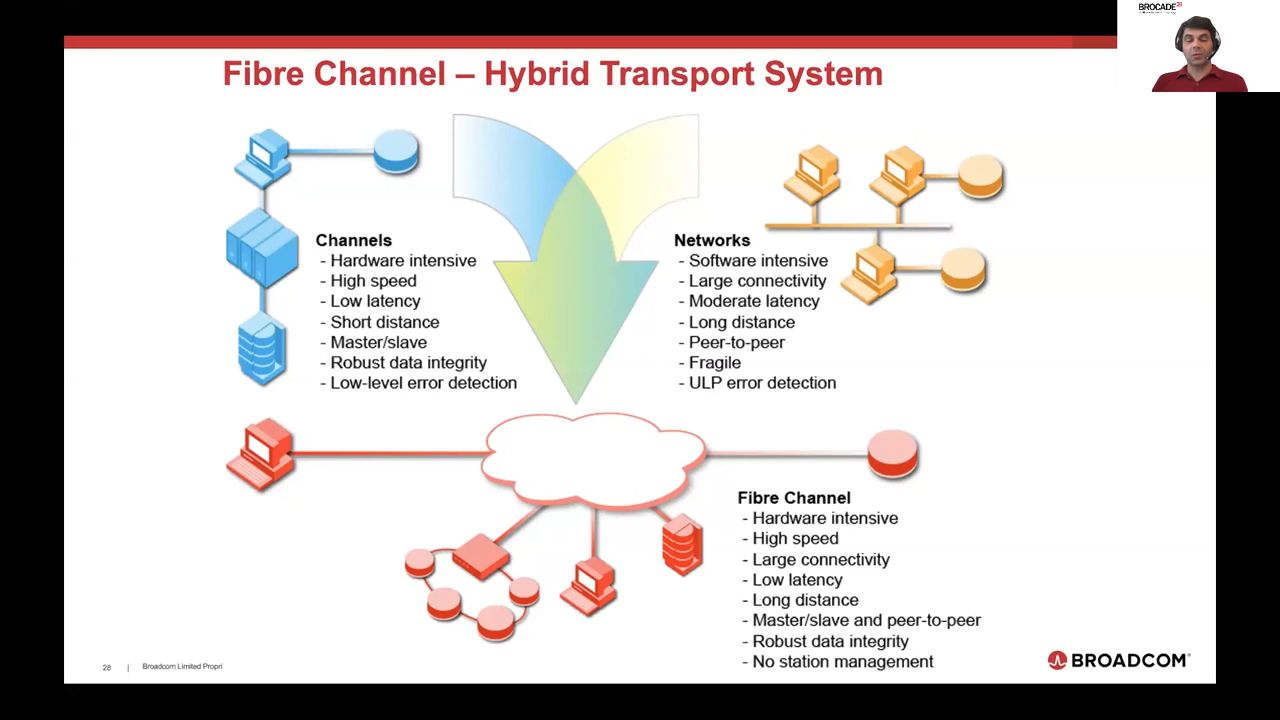 BROCADE
Fibre Channel – Hybrid Transport System
Channels
- Hardware intensive
- High speed
- Low latency
- Short distance
- Master/slave
- Robust data integrity
- Low-level error detection
Networks
- Software intensive
- Large connectivity
- Moderate latency
- Long distance
- Peer-to-peer
- Fragile
- ULP error detection
Fibre Channel
- Hardware intensive
- High speed
- Large connectivity
- Low latency
- Long distance
- Master/slave and peer-to-peer
- Robust data integrity
- No station management
28 | Broadcom Limited Propri
BROADCOM